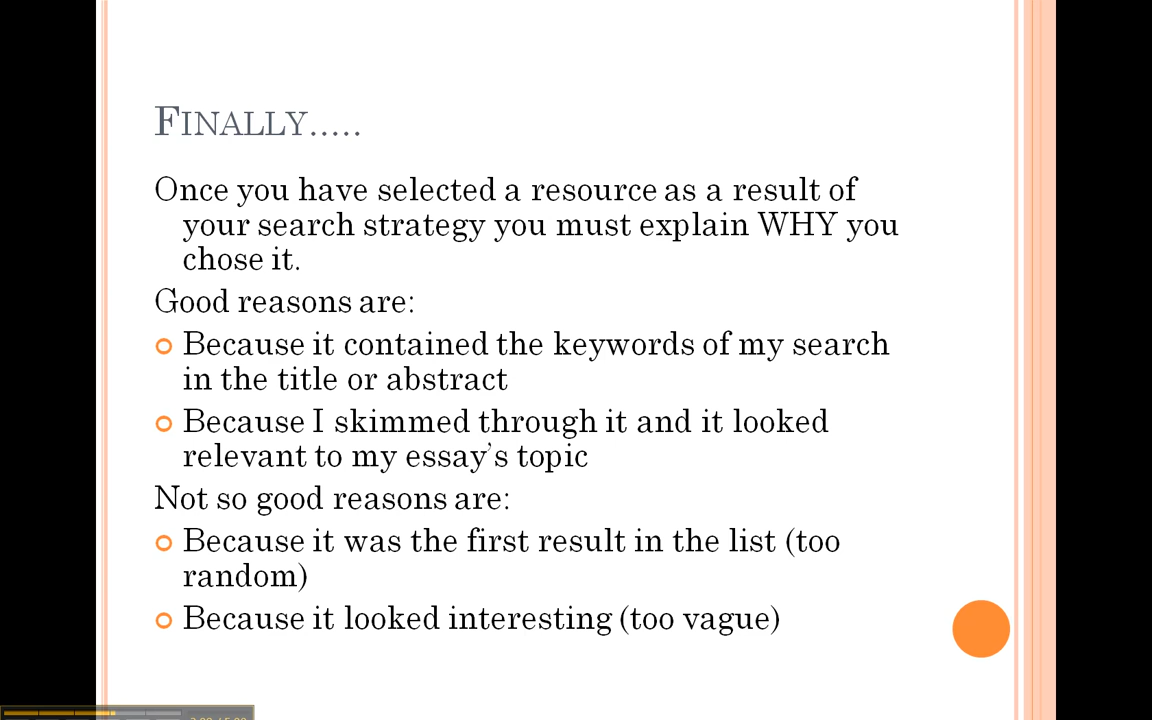 FINALLY.....
Once you have selected a resource as a result of
your search strategy you must explain WHY you
chose it.
Good reasons are:
Because it contained the keywords of my search
in the title or abstract
Because I skimmed through it and it looked
relevant to my essay's topic
Not so good reasons are:
Because it was the first result in the list (too
random)
Because it looked interesting (too vague)